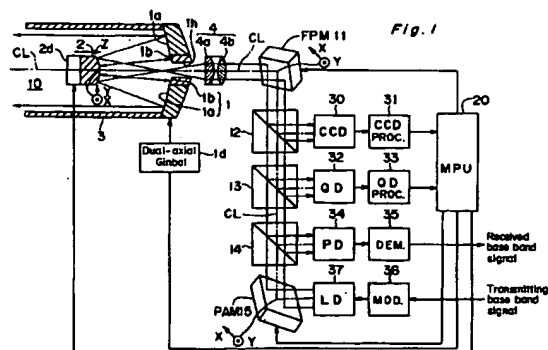 Fig. 1
1a
1h
4
4a 4b
CL
FPM 11
X
Y
2d
2
Z
1b
CL
10
X
Y
1b
1a
1
3
20
12
30
31
CCD
CCD PROC.
Dual-axial Ginbal
1d
MPU
13
32
33
QD
QD PROC.
CL
34
35
14
PD
DEM.
Received base band signal
37
36
LD
MOD.
Transmitting base band signal
PAM15
X
Y